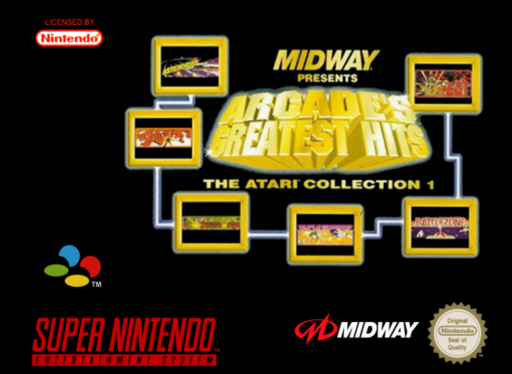 LICENSED BY
Nintendo
MIDWAY
PRESENTS
ARCADE'S
GREATEST HITS
THE ATARI COLLECTION 1
ASTEROIDS
BATTLEZONE
TM
SUPER NINTENDO
ENTERTAINMENT SYSTEM
MIDWAY
Original
Nintendo
Seal of
Quality